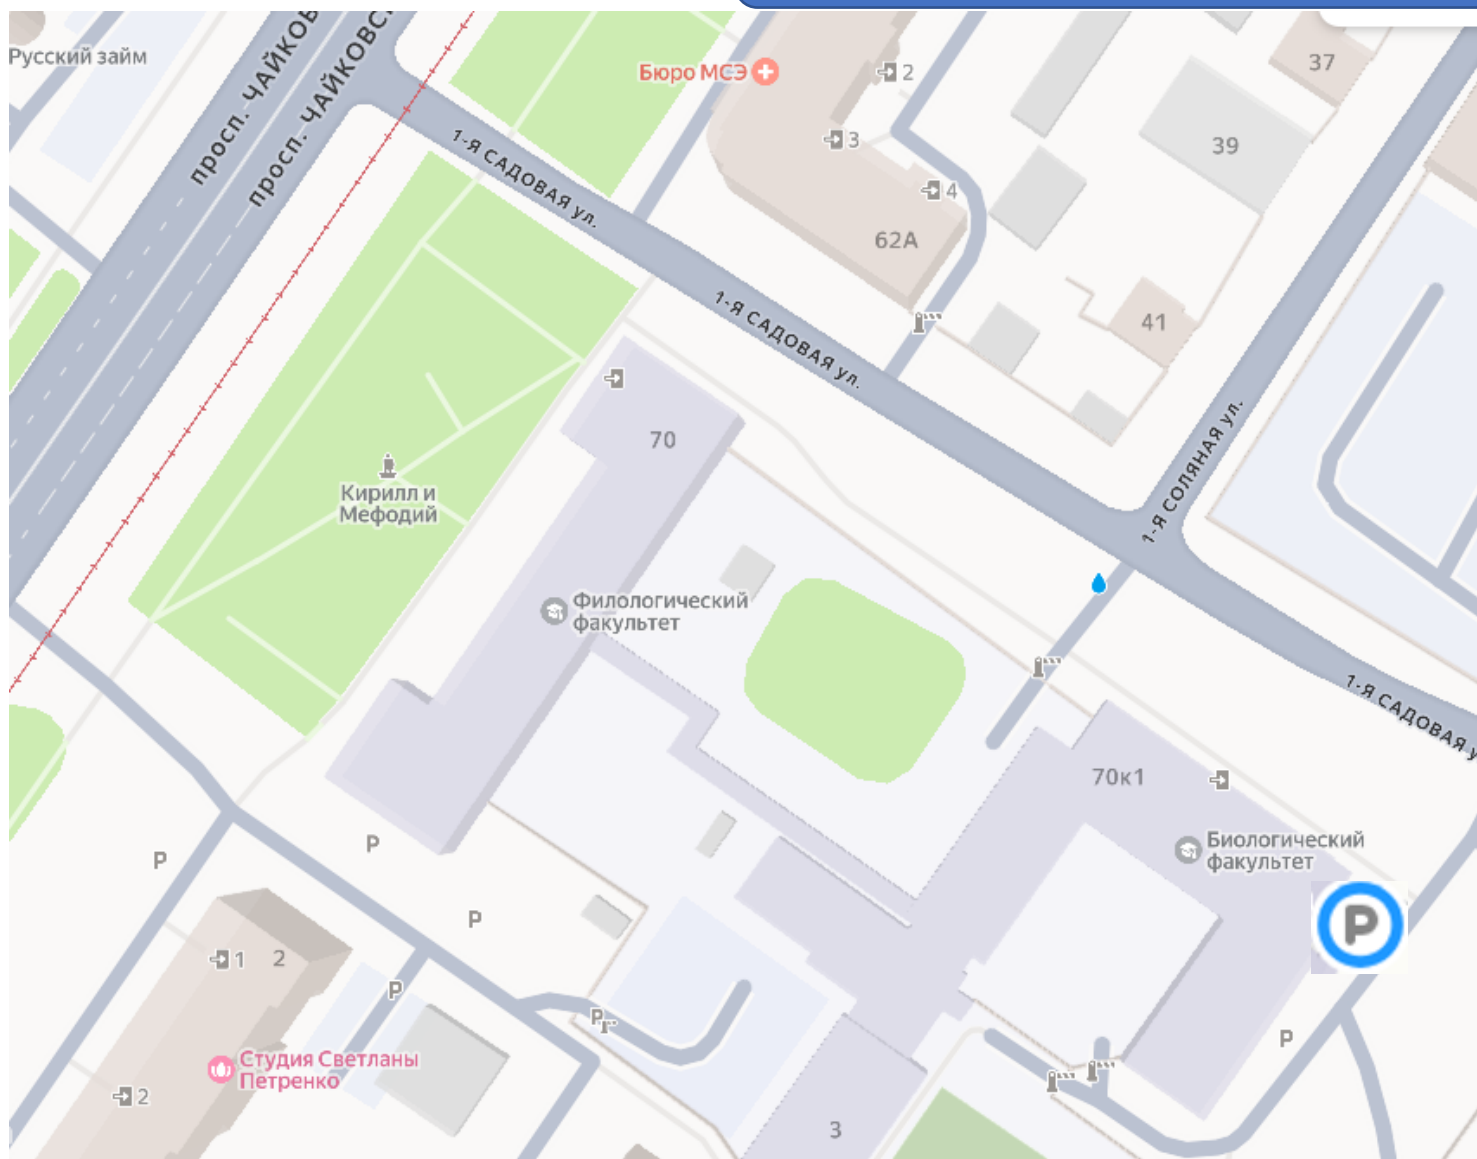 Русский займ
просп. ЧАЙКОВ
просп. ЧАЙКОВС
Бюро МСЭ
2
3
4
62А
37
39
41
1-Я САДОВАЯ ул.
1-Я САДОВАЯ ул.
1-Я СОЛЯНАЯ ул.
70
Кирилл и
Мефодий
Филологический
факультет
1-Я САДОВАЯ у
70к1
Биологический
факультет
P
P
P
P
P
P
P
1
2
Студия Светланы
Петренко
2
3